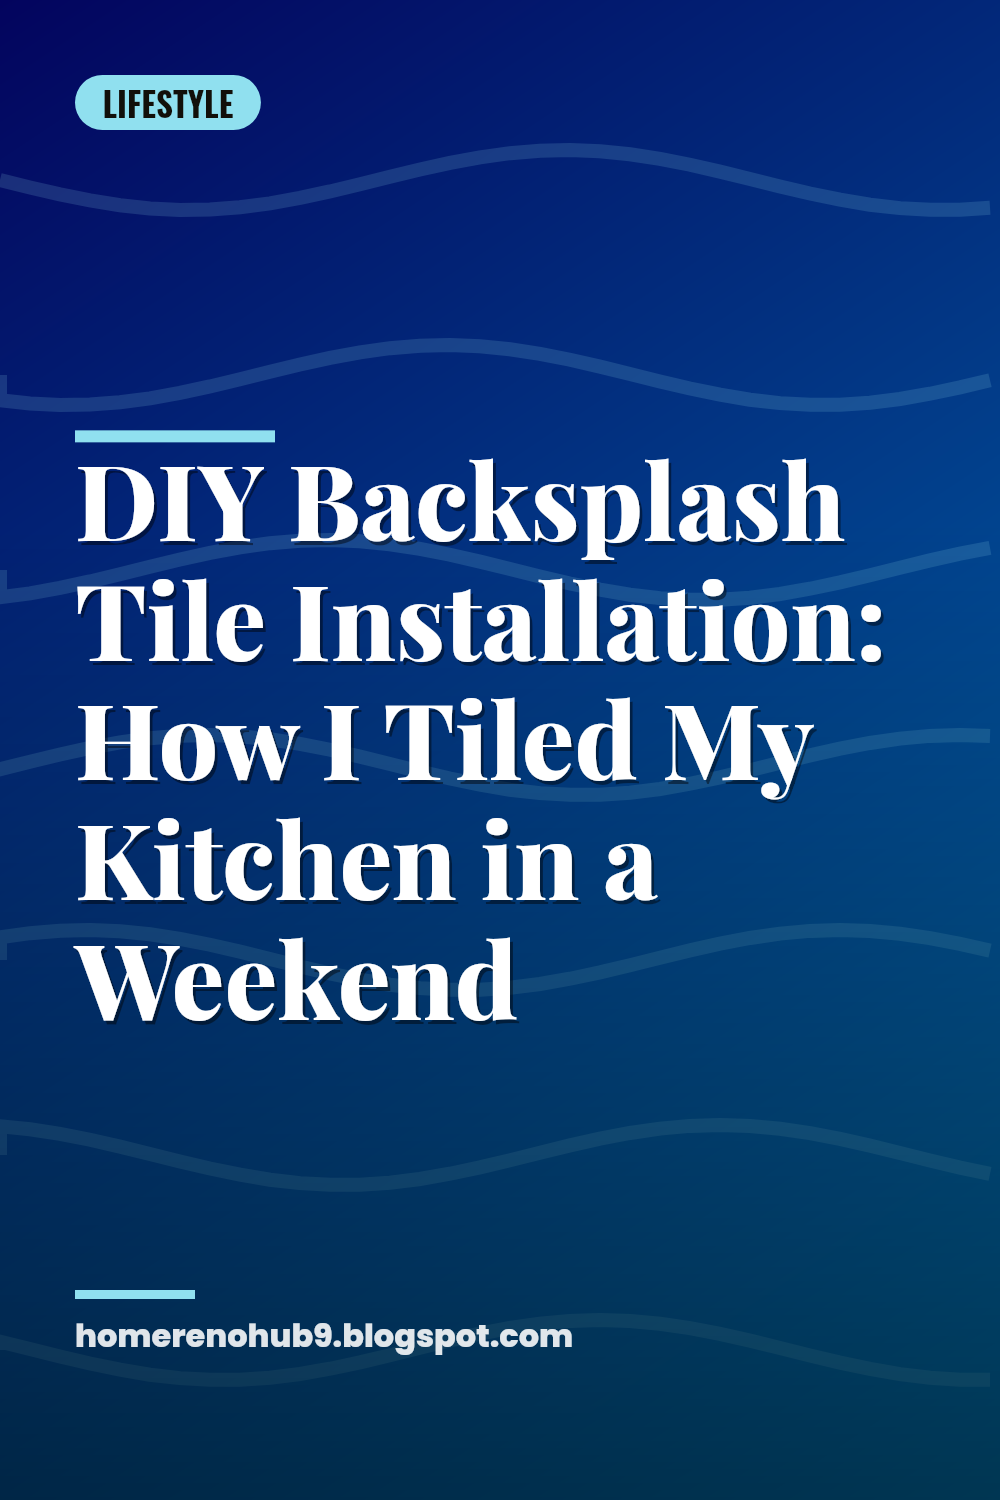 LIFESTYLE
DIY Backsplash
Tile Installation:
How I Tiled My
Kitchen in a
Weekend
homerenohub9.blogspot.com